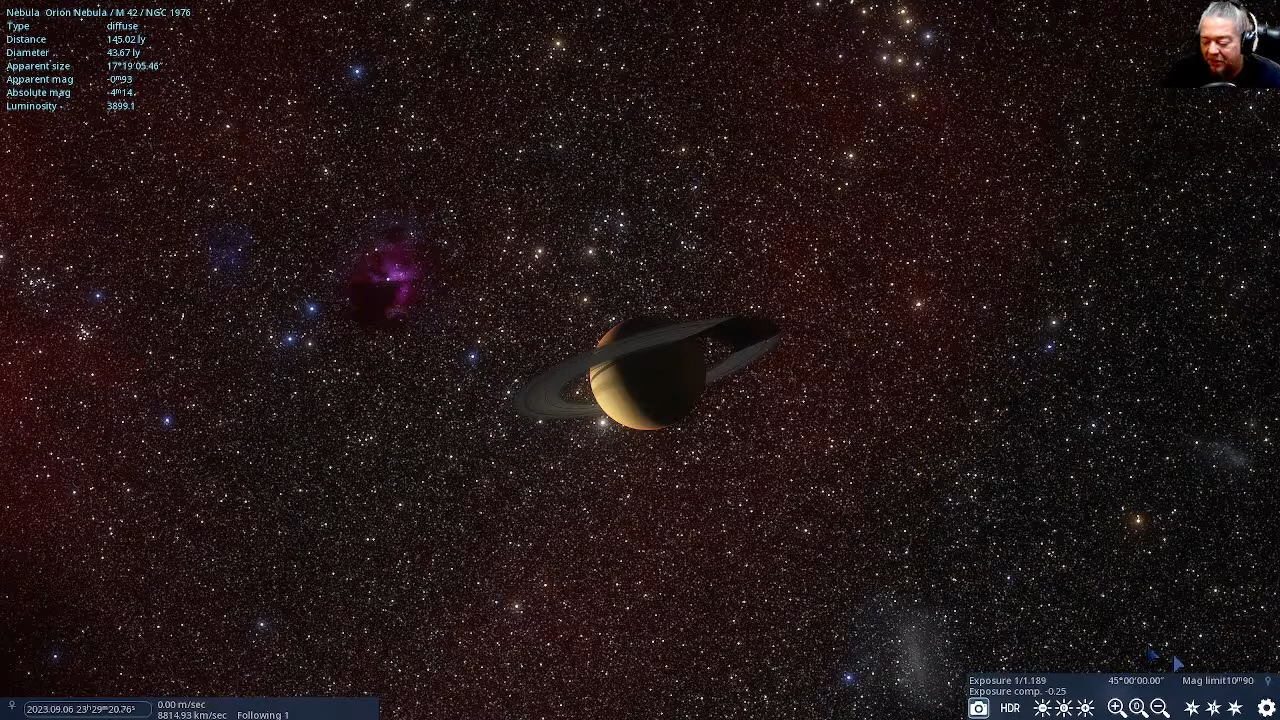 Nebula Orion Nebula / M 42 / NGC 1976
Type diffuse
Distance 145.02 ly
Diameter 43.67 ly
Apparent size 17°19'05.46"
Apparent mag -0ᵐ93
Absolute mag -4ᵐ14
Luminosity 3899.1
Exposure 1/1.189 45°00'00.00" Mag limit10ᵐ90
Exposure comp. -0.25
HDR
2023.09.06 23ʰ29ᵐ20.76ˢ
0.00 m/sec
8814.93 km/sec Following 1